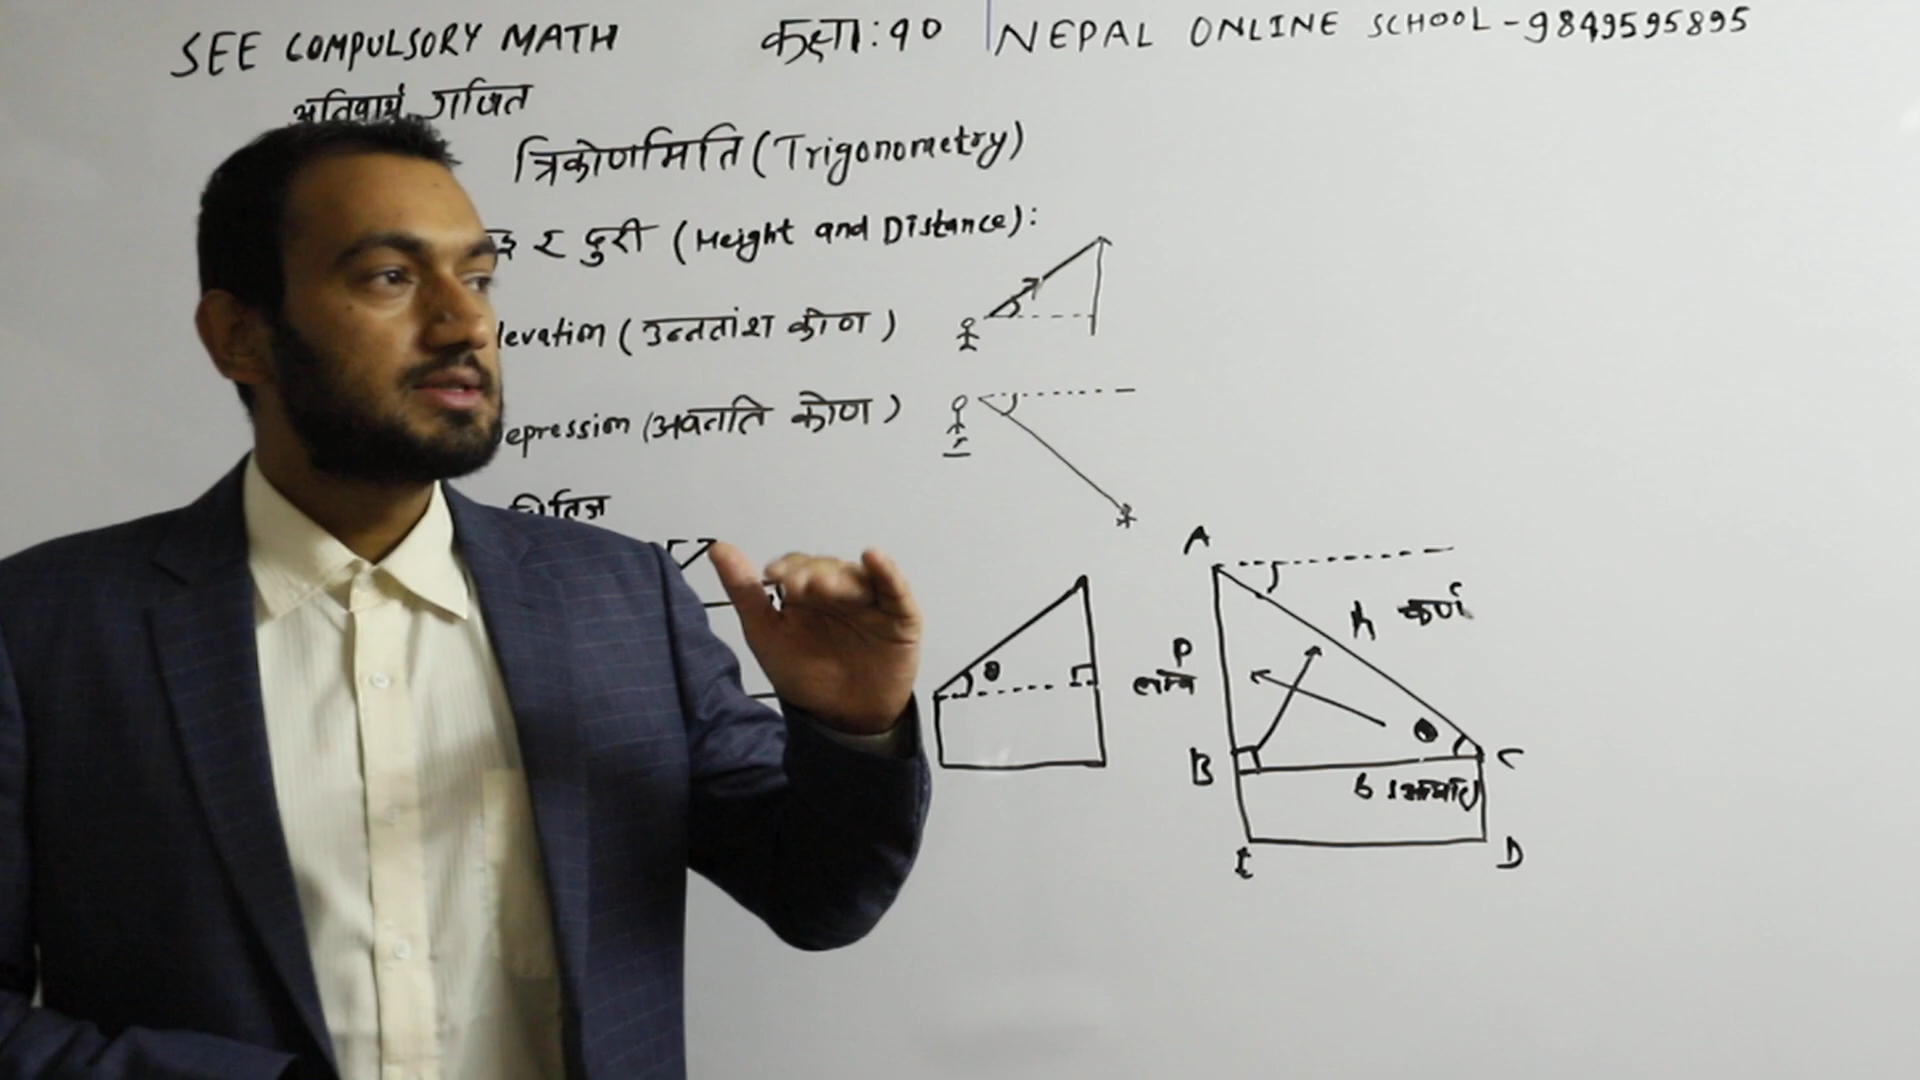 SEE COMPULSORY MATH कक्षा: १० NEPAL ONLINE SCHOOL - 9849595895
अनिवार्य गणित
त्रिकोणमिति (Trigonometry)
र दुरी (Height and Distance):
levation (उन्नतांश कोण)
epression (अवनति कोण)
A
h कर्ण
P
लम्ब
θ
B C
b आधार
E D